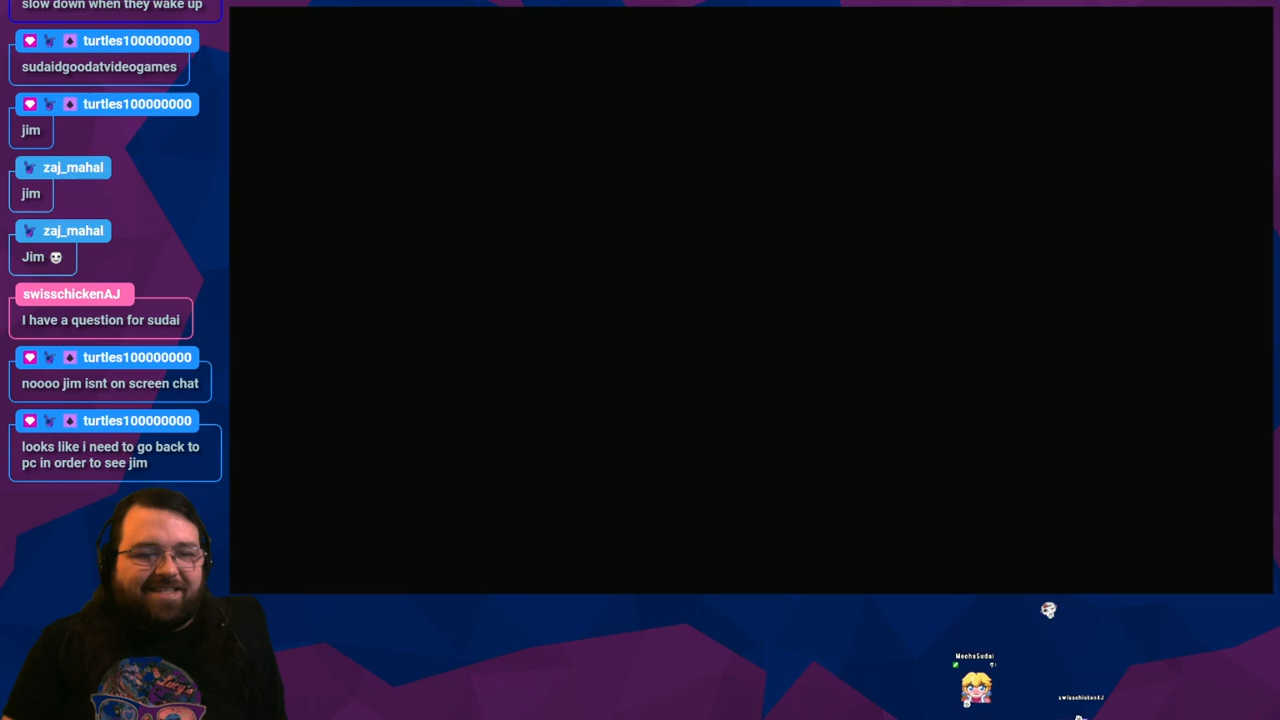 slow down when they wake up
turtles100000000
sudaidgoodatvideogames
turtles100000000
jim
zaj_mahal
jim
zaj_mahal
Jim
swisschickenAJ
I have a question for sudai
turtles100000000
noooo jim isnt on screen chat
turtles100000000
looks like i need to go back to
pc in order to see jim
MechaSudai
swisschickenAJ